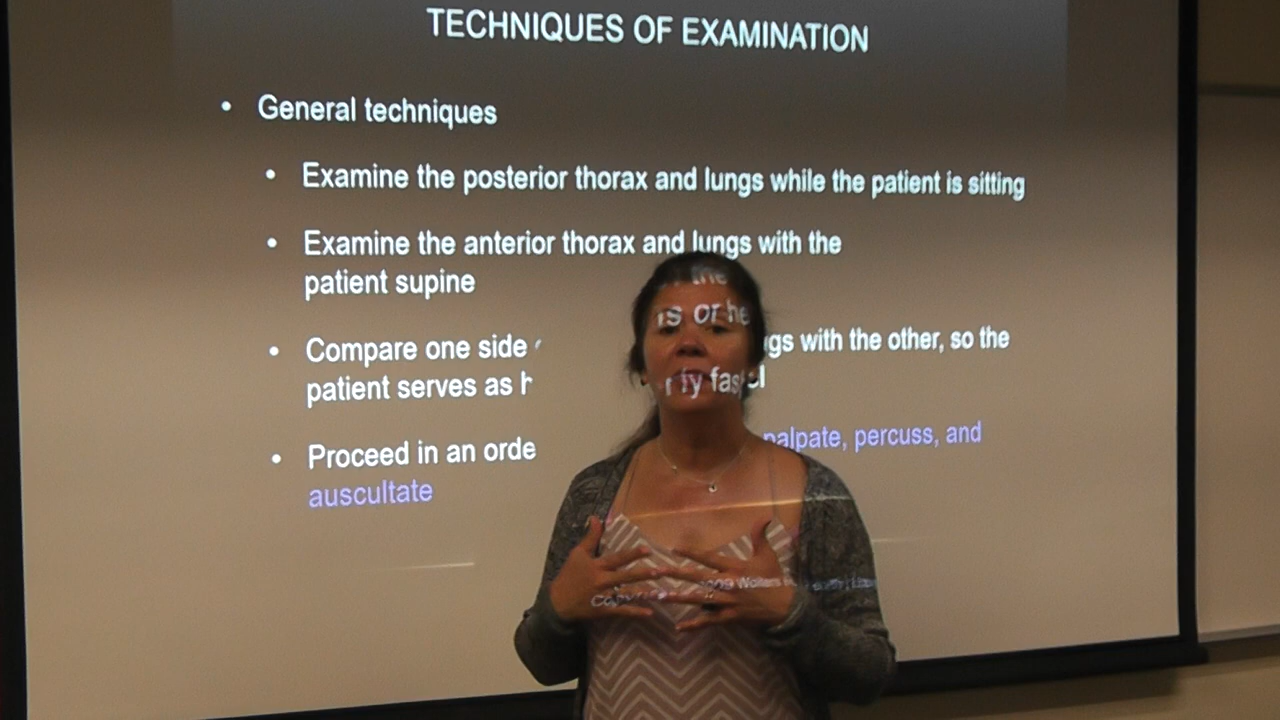 TECHNIQUES OF EXAMINATION
• General techniques
• Examine the posterior thorax and lungs while the patient is sitting
• Examine the anterior thorax and lungs with the
patient supine
• Compare one side with the other, so the
patient serves as
• Proceed in an palpate, percuss, and
auscultate